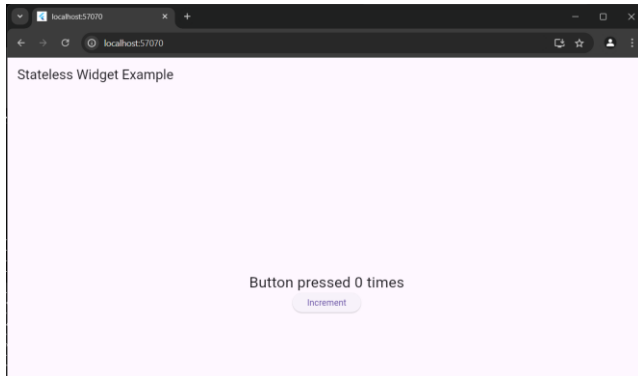 localhost:57070
localhost:57070
Stateless Widget Example
Button pressed 0 times
Increment